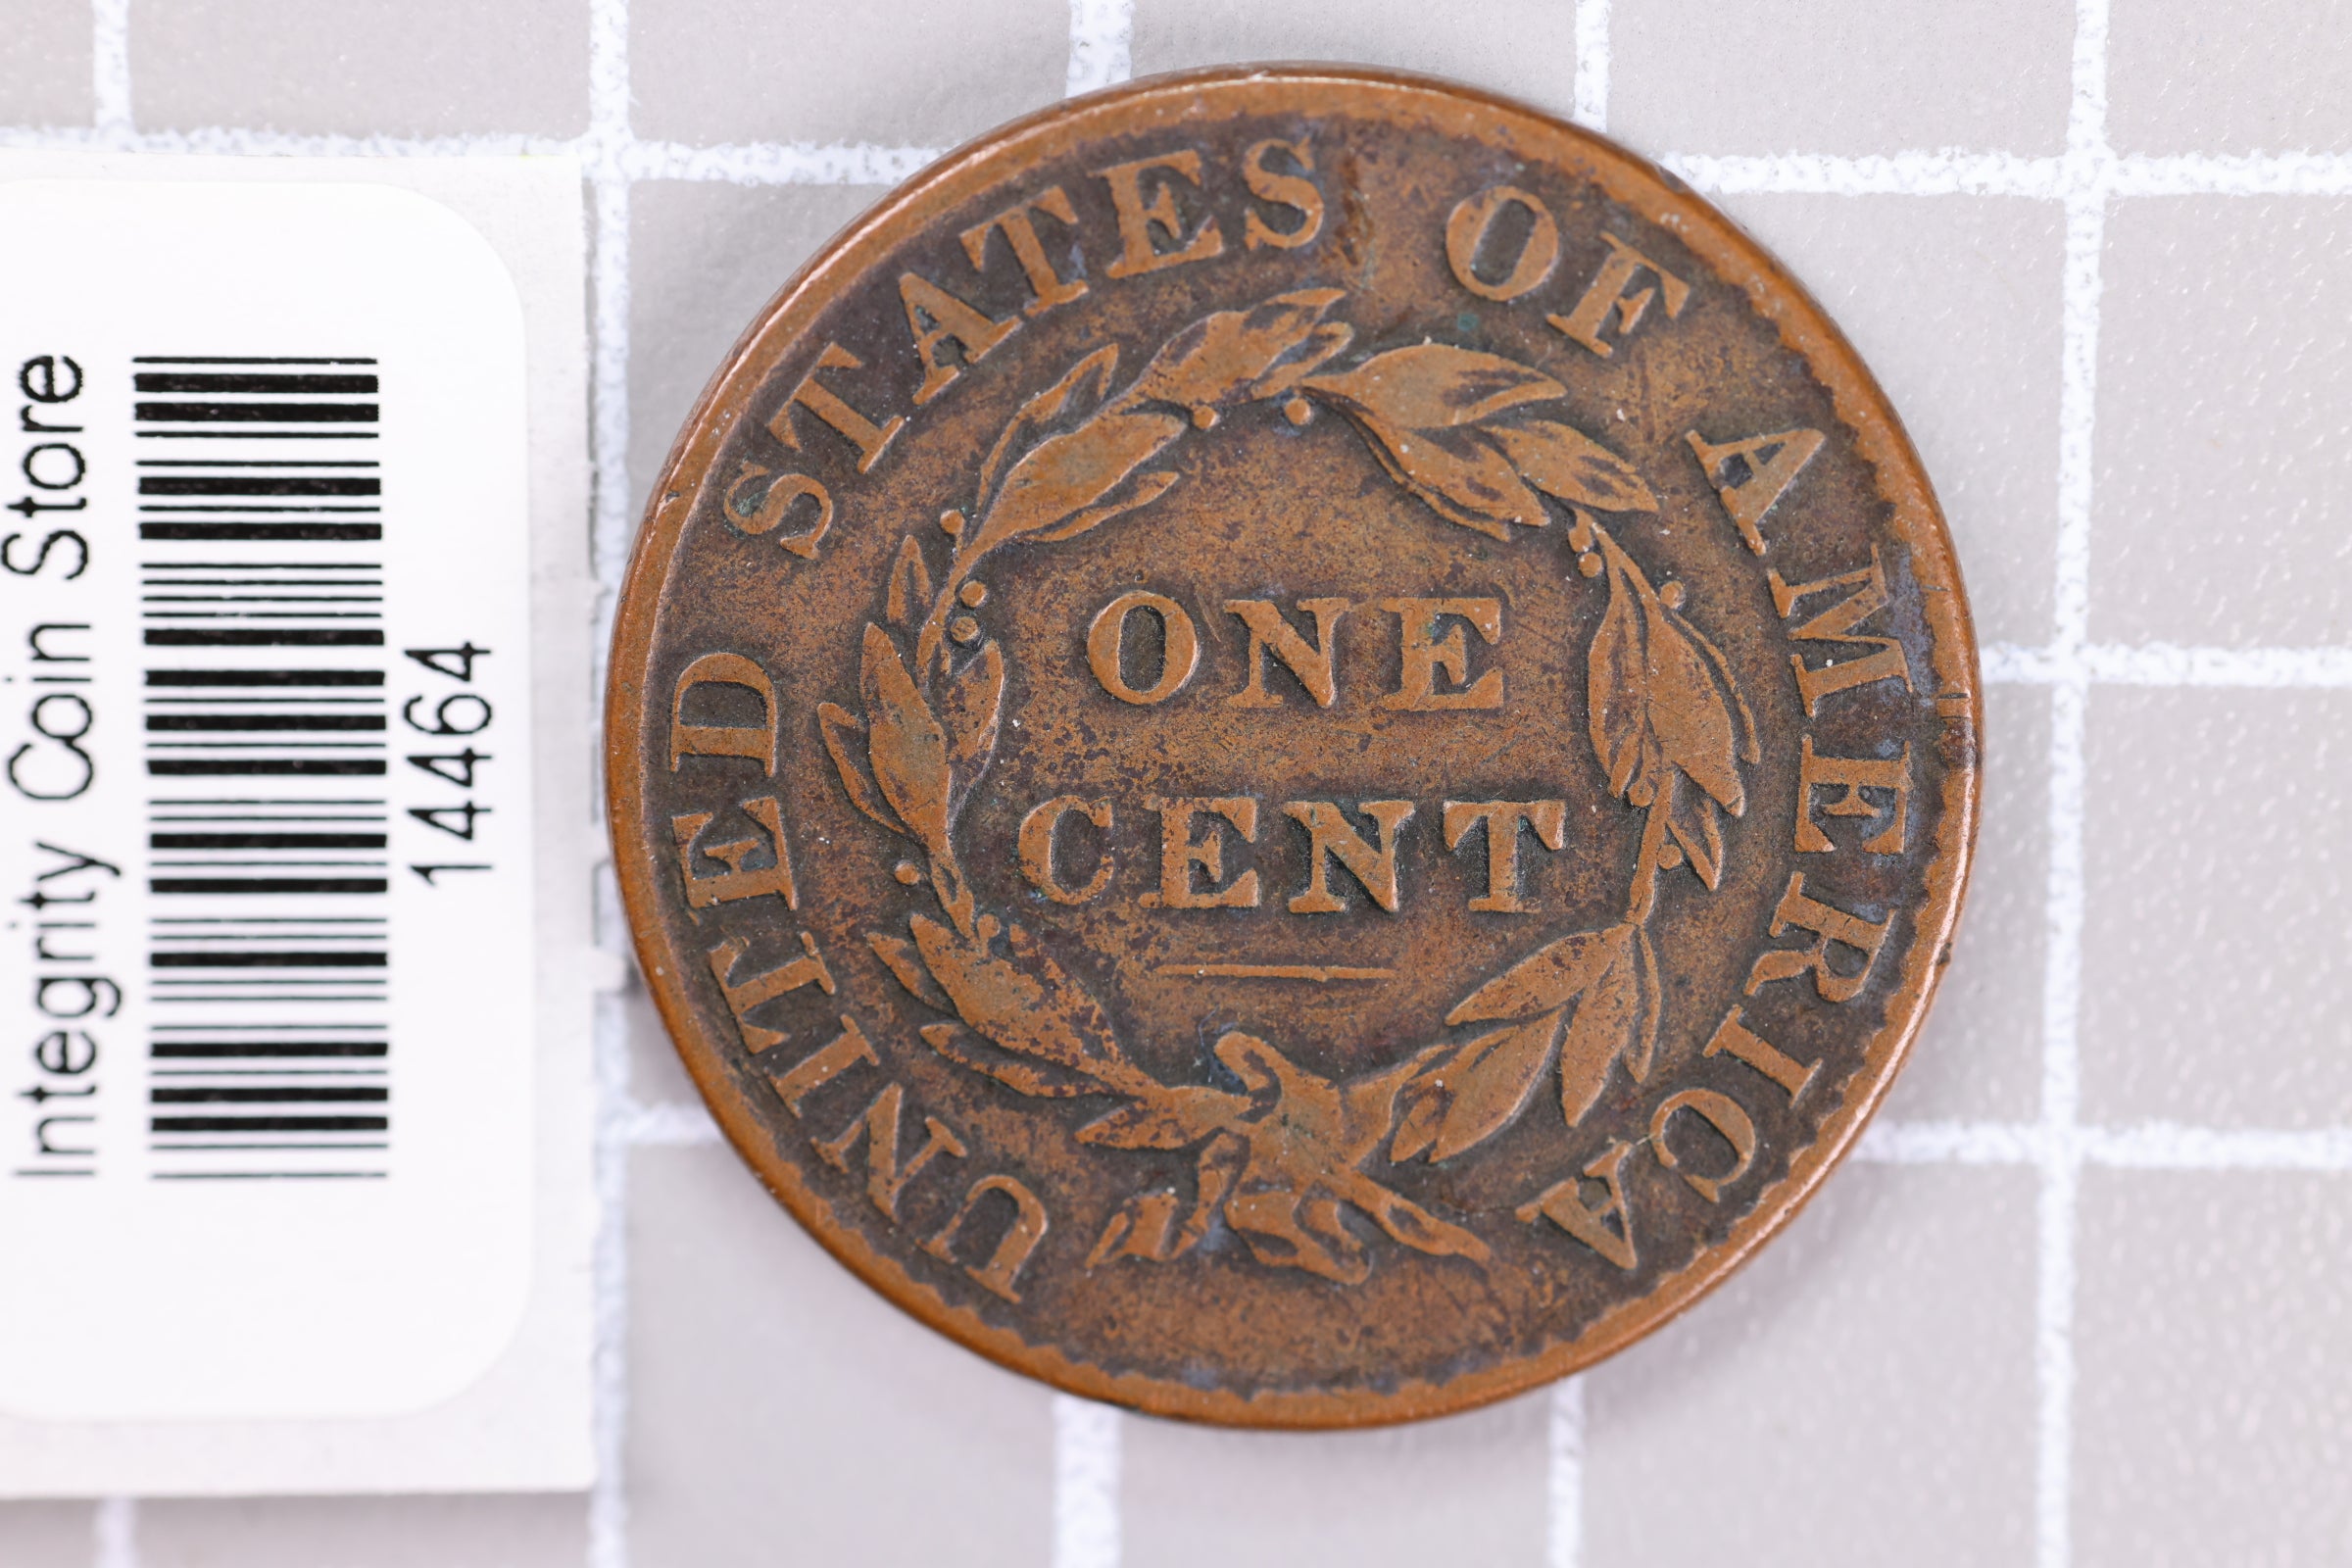 Integrity Coin Store
14464
UNITED STATES OF AMERICA
ONE
CENT